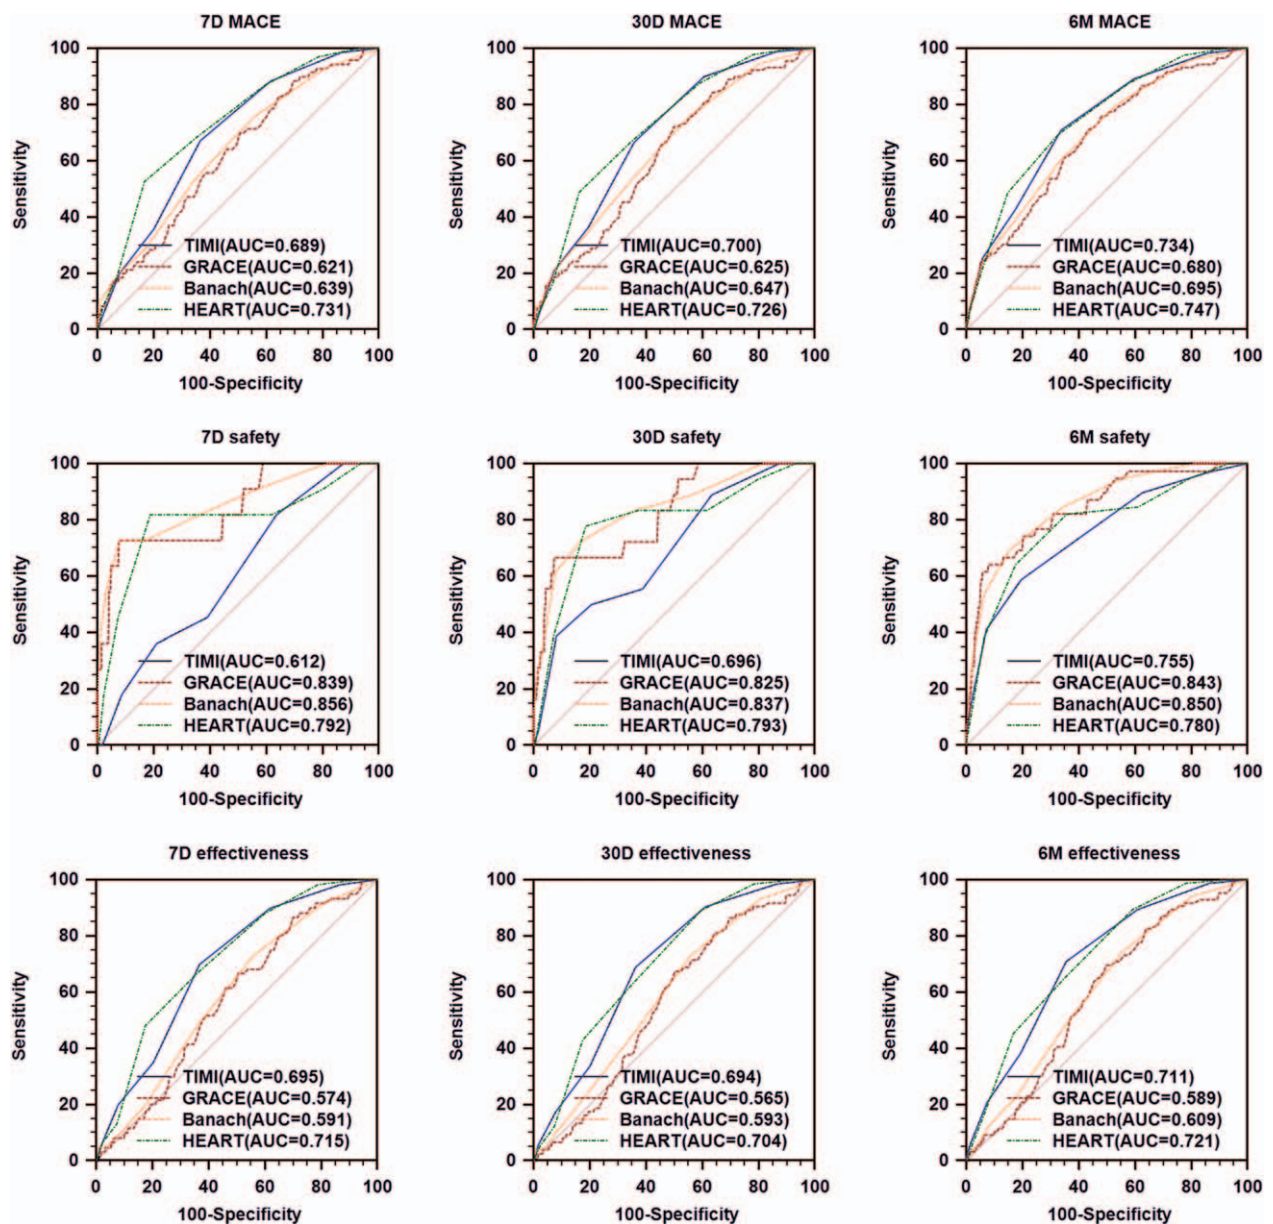 7D MACE
30D MACE
6M MACE
Sensitivity
100
80
60
40
20
0
TIMI(AUC=0.689)
GRACE(AUC=0.621)
Banach(AUC=0.639)
HEART(AUC=0.731)
0 20 40 60 80 100
100-Specificity
Sensitivity
100
80
60
40
20
0
TIMI(AUC=0.700)
GRACE(AUC=0.625)
Banach(AUC=0.647)
HEART(AUC=0.726)
0 20 40 60 80 100
100-Specificity
Sensitivity
100
80
60
40
20
0
TIMI(AUC=0.734)
GRACE(AUC=0.680)
Banach(AUC=0.695)
HEART(AUC=0.747)
0 20 40 60 80 100
100-Specificity
7D safety
30D safety
6M safety
Sensitivity
100
80
60
40
20
0
TIMI(AUC=0.612)
GRACE(AUC=0.839)
Banach(AUC=0.856)
HEART(AUC=0.792)
0 20 40 60 80 100
100-Specificity
Sensitivity
100
80
60
40
20
0
TIMI(AUC=0.696)
GRACE(AUC=0.825)
Banach(AUC=0.837)
HEART(AUC=0.793)
0 20 40 60 80 100
100-Specificity
Sensitivity
100
80
60
40
20
0
TIMI(AUC=0.755)
GRACE(AUC=0.843)
Banach(AUC=0.850)
HEART(AUC=0.780)
0 20 40 60 80 100
100-Specificity
7D effectiveness
30D effectiveness
6M effectiveness
Sensitivity
100
80
60
40
20
0
TIMI(AUC=0.695)
GRACE(AUC=0.574)
Banach(AUC=0.591)
HEART(AUC=0.715)
0 20 40 60 80 100
100-Specificity
Sensitivity
100
80
60
40
20
0
TIMI(AUC=0.694)
GRACE(AUC=0.565)
Banach(AUC=0.593)
HEART(AUC=0.704)
0 20 40 60 80 100
100-Specificity
Sensitivity
100
80
60
40
20
0
TIMI(AUC=0.711)
GRACE(AUC=0.589)
Banach(AUC=0.609)
HEART(AUC=0.721)
0 20 40 60 80 100
100-Specificity